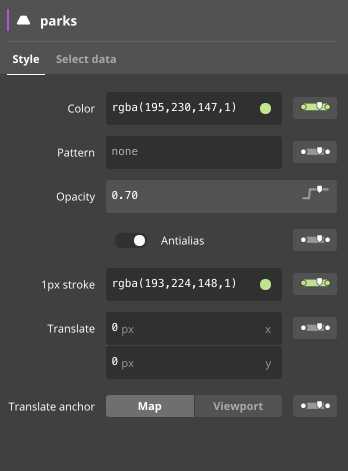 parks
Style Select data
Color rgba(195,230,147,1)
Pattern none
Opacity 0.70
Antialias
1px stroke rgba(193,224,148,1)
Translate 0 px x
0 px y
Translate anchor Map Viewport